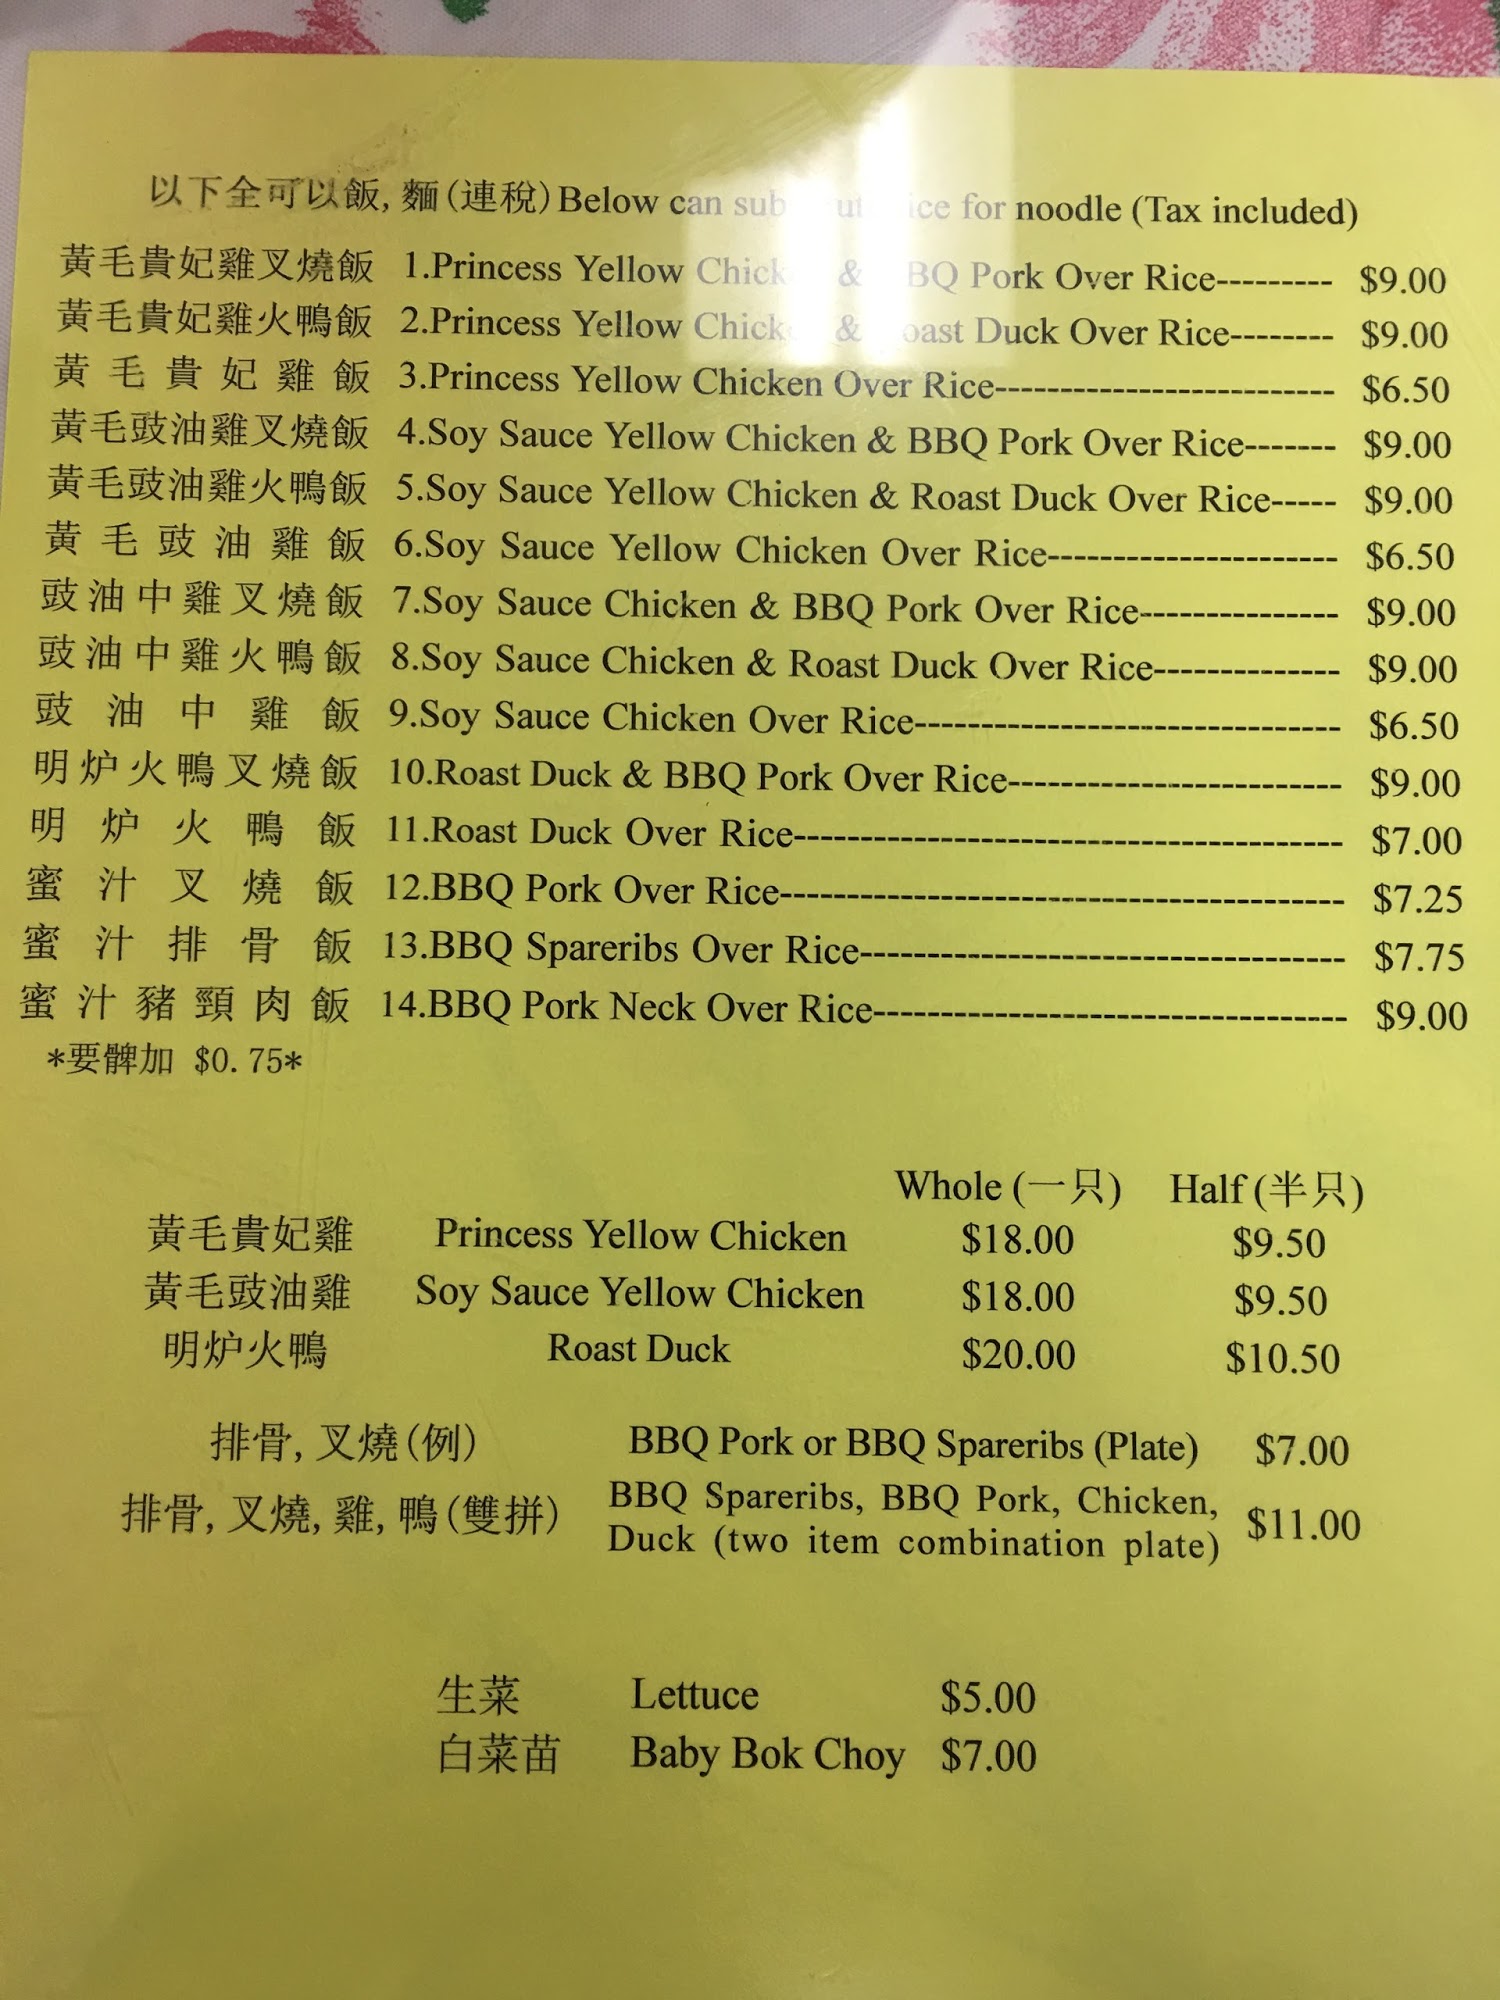 以下全可以飯, 麵(連稅) Below can sub ice for noodle (Tax included)
黃毛貴妃雞叉燒飯 1.Princess Yellow & BBQ Pork Over Rice--------- $9.00
黃毛貴妃雞火鴨飯 2.Princess Yellow & Roast Duck Over Rice-------- $9.00
黃毛貴妃雞飯 3.Princess Yellow Chicken Over Rice-------------------------- $6.50
黃毛豉油雞叉燒飯 4.Soy Sauce Yellow Chicken & BBQ Pork Over Rice------- $9.00
黃毛豉油雞火鴨飯 5.Soy Sauce Yellow Chicken & Roast Duck Over Rice----- $9.00
黃毛豉油雞飯 6.Soy Sauce Yellow Chicken Over Rice---------------------- $6.50
豉油中雞叉燒飯 7.Soy Sauce Chicken & BBQ Pork Over Rice--------------- $9.00
豉油中雞火鴨飯 8.Soy Sauce Chicken & Roast Duck Over Rice-------------- $9.00
豉油中雞飯 9.Soy Sauce Chicken Over Rice-------------------------------- $6.50
明炉火鴨叉燒飯 10.Roast Duck & BBQ Pork Over Rice------------------------- $9.00
明炉火鴨飯 11.Roast Duck Over Rice----------------------------------------- $7.00
蜜汁叉燒飯 12.BBQ Pork Over Rice------------------------------------------ $7.25
蜜汁排骨飯 13.BBQ Spareribs Over Rice------------------------------------ $7.75
蜜汁豬頸肉飯 14.BBQ Pork Neck Over Rice----------------------------------- $9.00
*要髀加 $0.75*
Whole (一只) Half (半只)
黃毛貴妃雞 Princess Yellow Chicken $18.00 $9.50
黃毛豉油雞 Soy Sauce Yellow Chicken $18.00 $9.50
明炉火鴨 Roast Duck $20.00 $10.50
排骨, 叉燒(例) BBQ Pork or BBQ Spareribs (Plate) $7.00
排骨, 叉燒, 雞, 鴨(雙拼) BBQ Spareribs, BBQ Pork, Chicken,
Duck (two item combination plate) $11.00
生菜 Lettuce $5.00
白菜苗 Baby Bok Choy $7.00